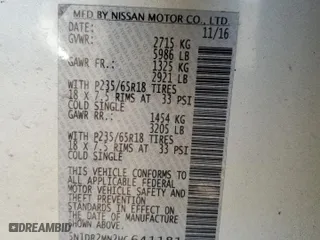 MFD BY NISSAN MOTOR CO., LTD.
DATE: 11/16
GVWR: 2715 KG
5986 LB
GAWR FR.: 1325 KG
2921 LB
WITH P235/65R18 TIRES
18 X 7.5 RIMS AT 33 PSI
COLD SINGLE
GAWR RR.: 1454 KG
3205 LB
WITH P235/65R18 TIRES
18 X 7.5 RIMS AT 33 PSI
COLD SINGLE
THIS VEHICLE CONFORMS TO
ALL APPLICABLE FEDERAL
MOTOR VEHICLE SAFETY
STANDARDS IN EFFECT ON
THE DATE OF MANUFACTURE
SHOWN ABOVE.
DREAMBID